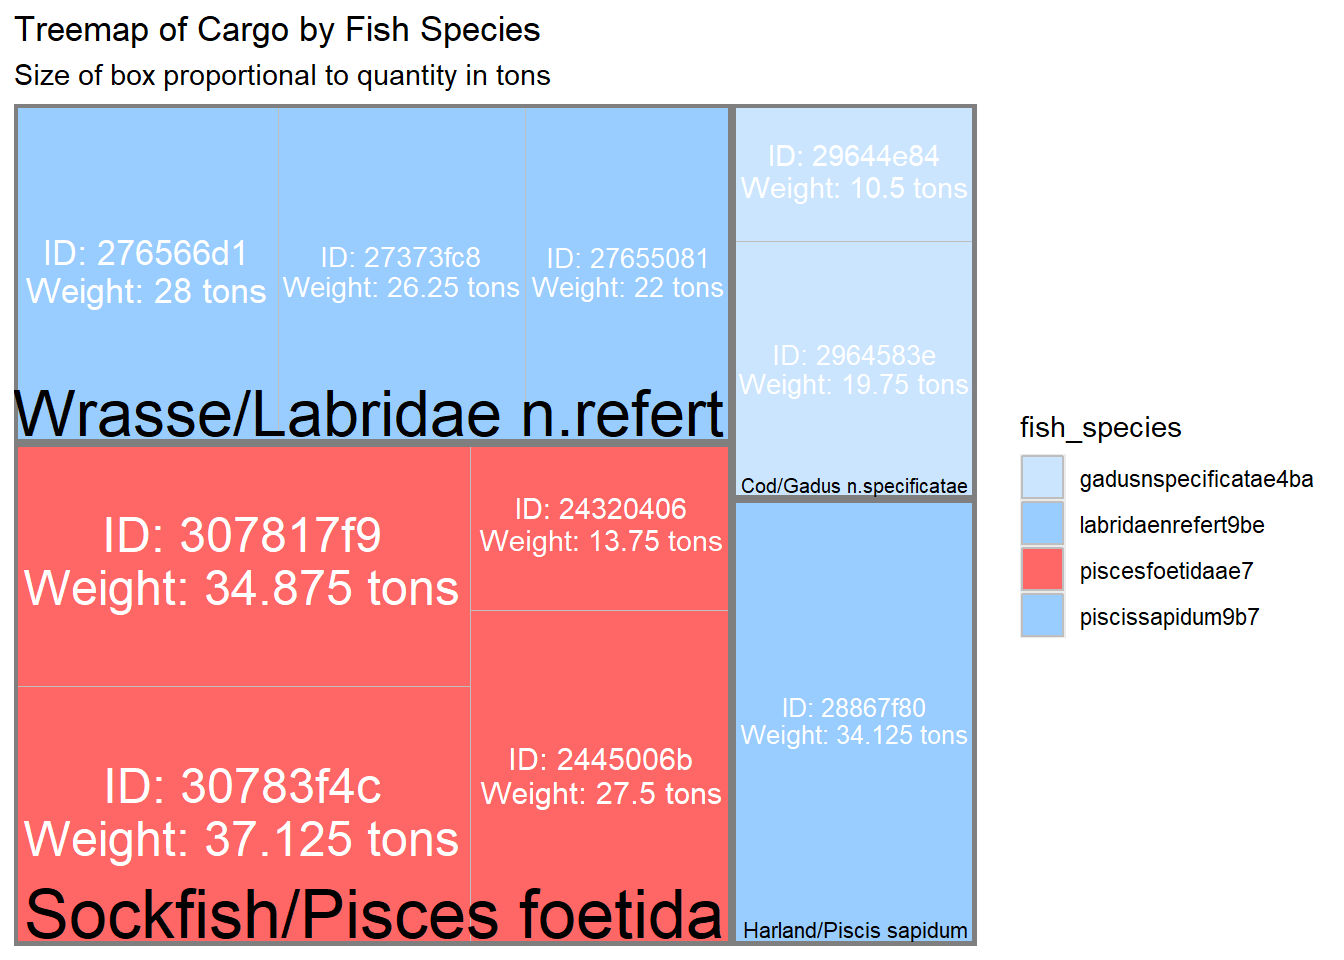 Treemap of Cargo by Fish Species
Size of box proportional to quantity in tons
ID: 276566d1
Weight: 28 tons
ID: 27373fc8
Weight: 26.25 tons
ID: 27655081
Weight: 22 tons
Wrasse/Labridae n.refert
ID: 29644e84
Weight: 10.5 tons
ID: 2964583e
Weight: 19.75 tons
Cod/Gadus n.specificatae
ID: 307817f9
Weight: 34.875 tons
ID: 24320406
Weight: 13.75 tons
ID: 30783f4c
Weight: 37.125 tons
ID: 2445006b
Weight: 27.5 tons
Sockfish/Pisces foetida
ID: 28867f80
Weight: 34.125 tons
Harland/Piscis sapidum
fish_species
gadusnspecificatae4ba
labridaenrefert9be
piscesfoetidaae7
piscissapidum9b7